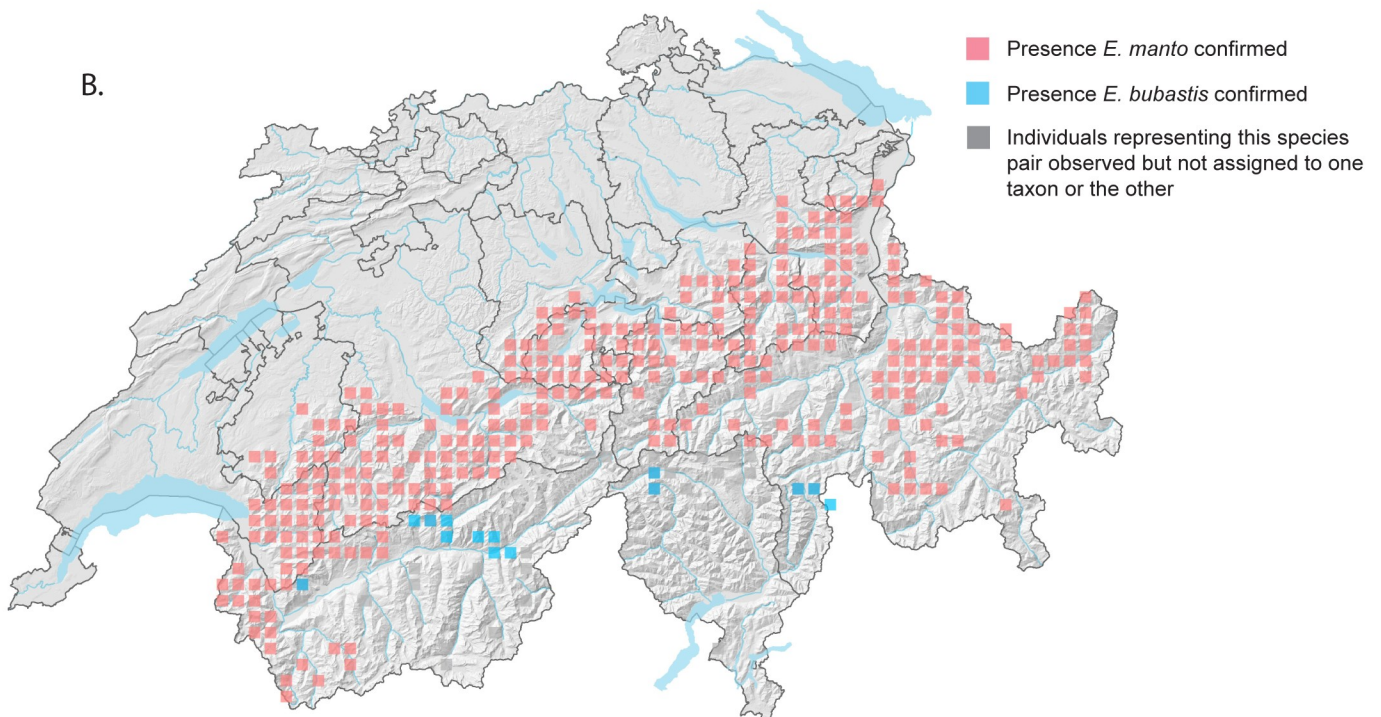 B.
Presence E. manto confirmed
Presence E. bubastis confirmed
Individuals representing this species
pair observed but not assigned to one
taxon or the other